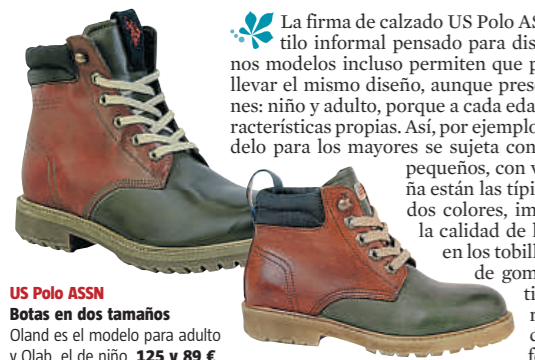 La firma de calzado US Polo AS
tilo informal pensado para dis
nos modelos incluso permiten que p
llevar el mismo diseño, aunque prese
nes: niño y adulto, porque a cada eda
racterísticas propias. Así, por ejemplo
delo para los mayores se sujeta con
pequeños, con v
ña están las típi
dos colores, im
la calidad de l
en los tobill
de gom
ti
n
c
f
US Polo ASSN
Botas en dos tamaños
Oland es el modelo para adulto
y Olab, el de niño. 125 y 89 €